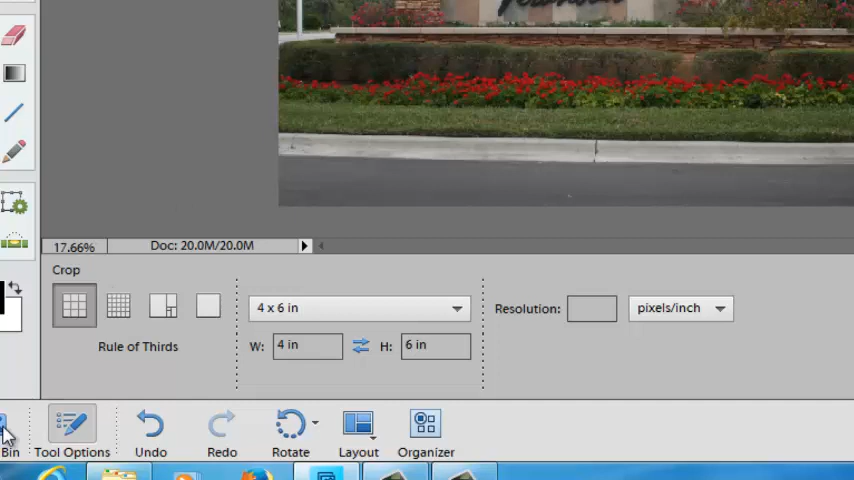 17.66%
Doc: 20.0M/20.0M
Crop
4 x 6 in
Resolution:
pixels/inch
Rule of Thirds
W:
4 in
H:
6 in
Bin
Tool Options
Undo
Redo
Rotate
Layout
Organizer